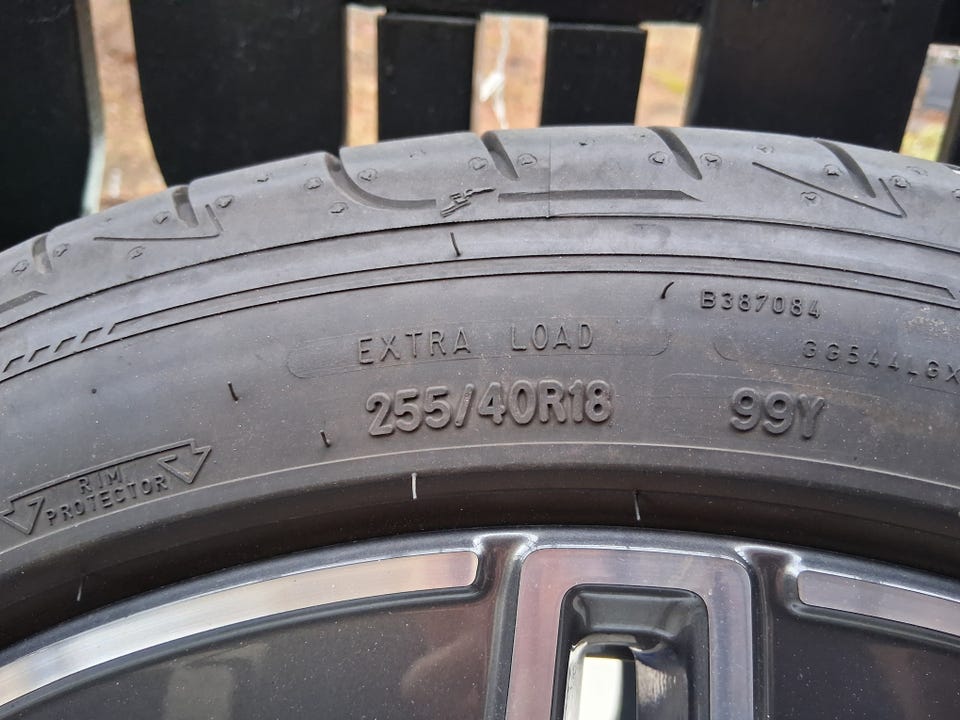 B387084
EXTRA LOAD
255/40R18 99Y
RIM
PROTECTOR